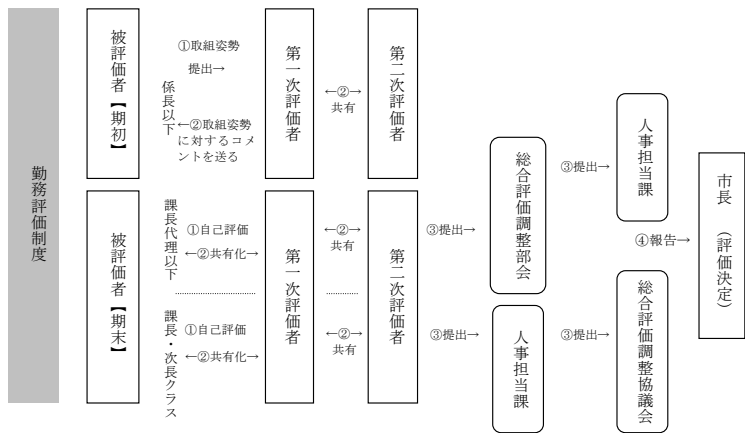 勤務評価制度
被評価者【期初】
係長以下
①取組姿勢
提出→
←②取組姿勢
に対するコメ
ントを送る
第一次評価者
←②→
共有
第二次評価者
被評価者【期末】
課長代理以下
①自己評価
←②共有化→
課長・次長クラス
①自己評価
←②共有化→
第一次評価者
←②→
共有
←②→
共有
第二次評価者
③提出→
総合評価調整部会
③提出→
人事担当課
③提出→
人事担当課
③提出→
総合評価調整協議会
④報告→
市長　（評価決定）